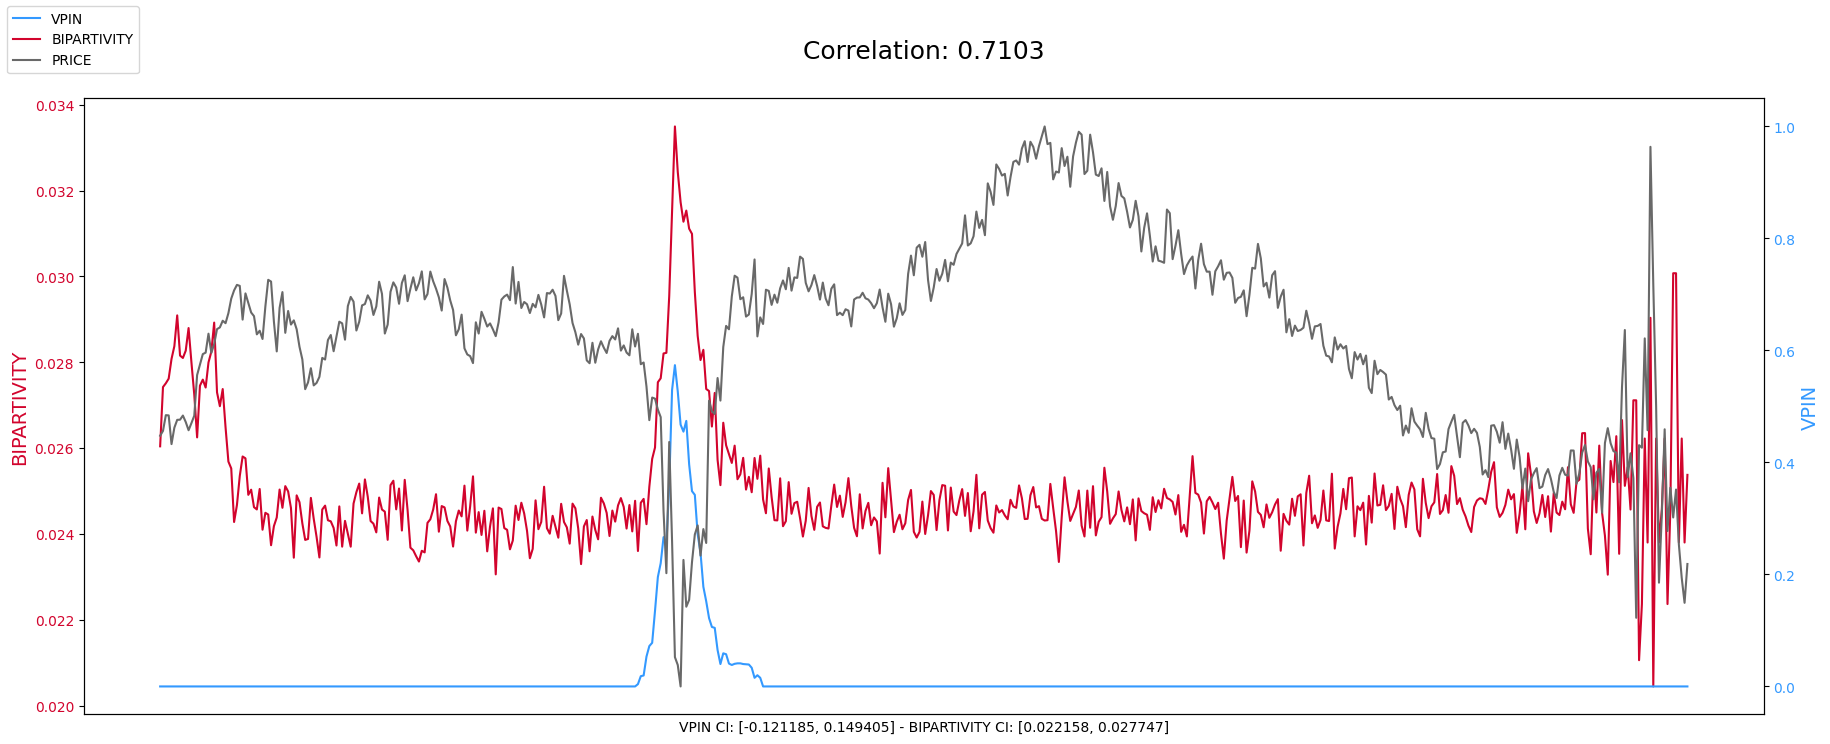 VPIN
BIPARTIVITY
PRICE
Correlation: 0.7103
0.034
0.032
0.030
0.028
0.026
0.024
0.022
0.020
BIPARTIVITY
1.0
0.8
0.6
0.4
0.2
0.0
VPIN
VPIN CI: [-0.121185, 0.149405] - BIPARTIVITY CI: [0.022158, 0.027747]